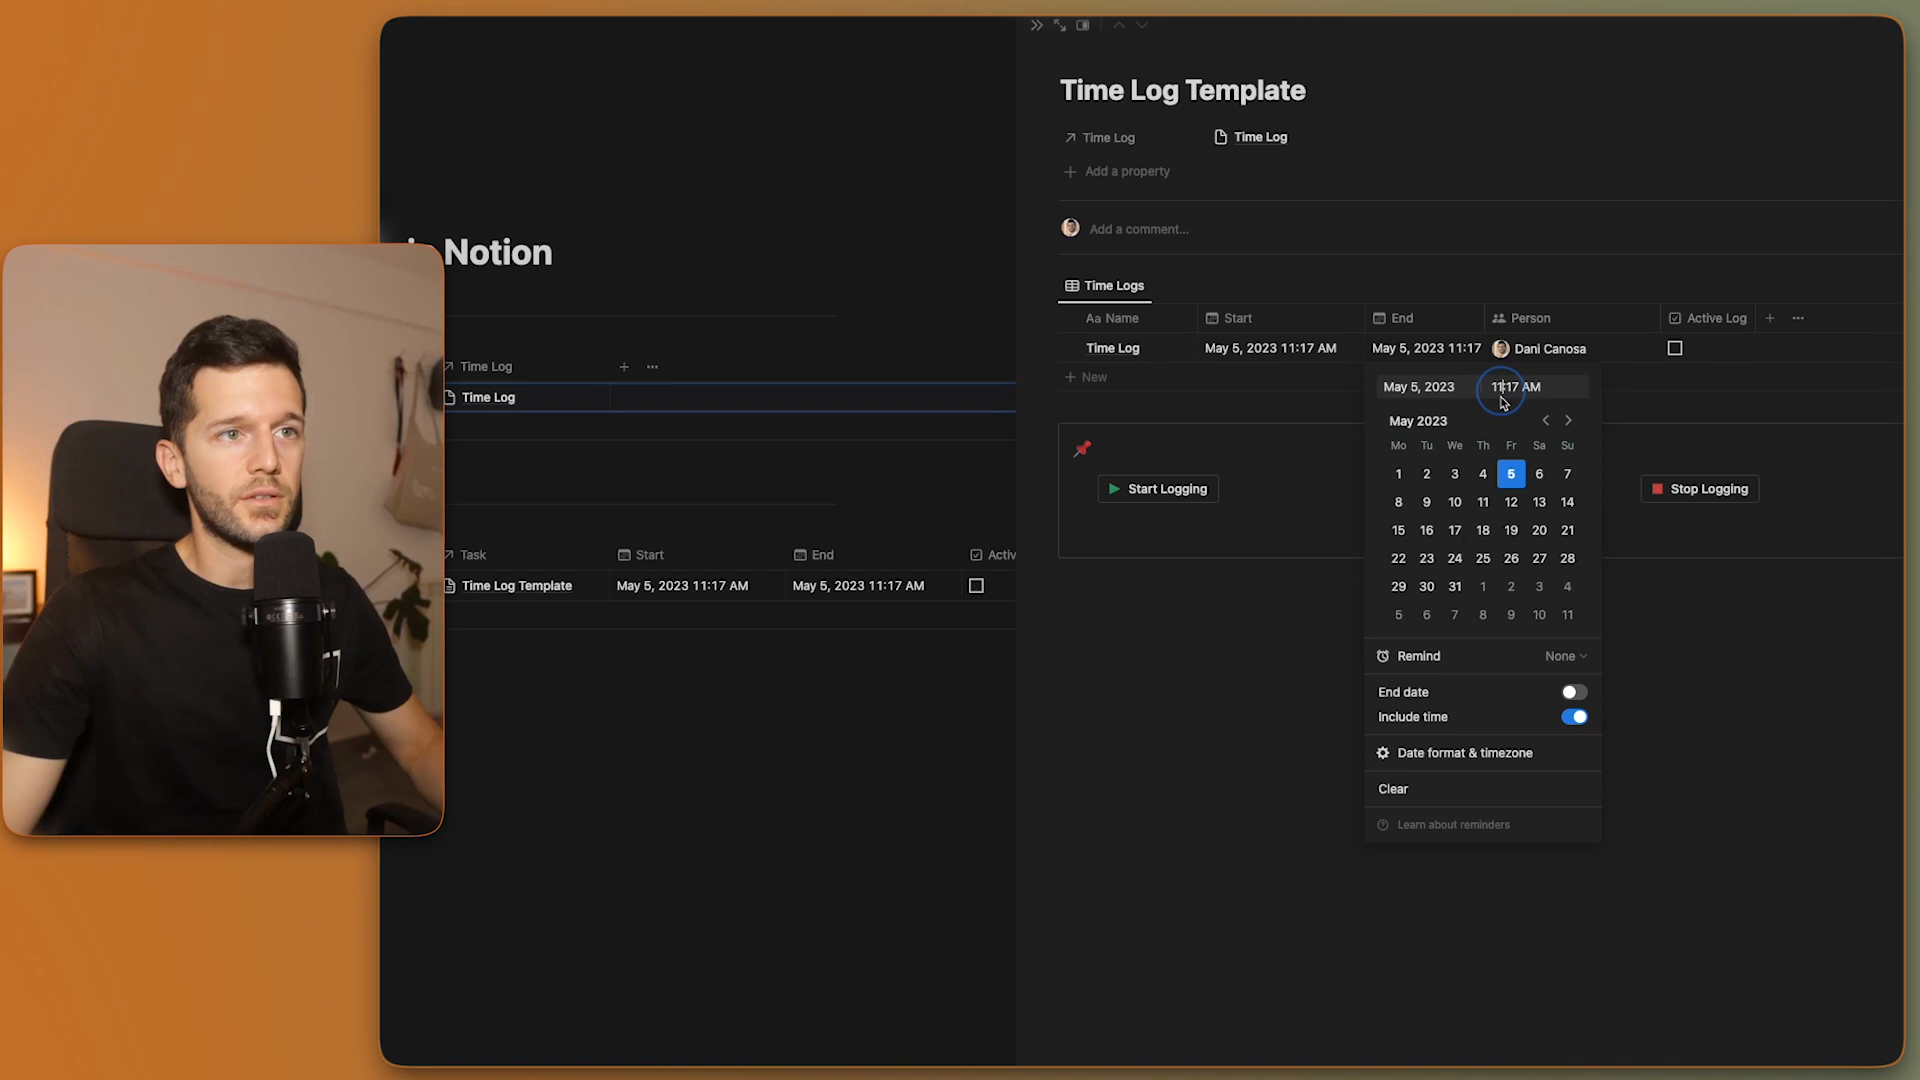 Notion
Time Log
Time Log
Task Start End Activ
Time Log Template May 5, 2023 11:17 AM May 5, 2023 11:17 AM
Time Log Template
Time Log Time Log
Add a property
Add a comment...
Time Logs
Aa Name Start End Person Active Log
Time Log May 5, 2023 11:17 AM May 5, 2023 11:17 Dani Canosa
New
May 5, 2023 11:17 AM
May 2023
Mo Tu We Th Fr Sa Su
1 2 3 4 5 6 7
8 9 10 11 12 13 14
15 16 17 18 19 20 21
22 23 24 25 26 27 28
29 30 31 1 2 3 4
5 6 7 8 9 10 11
Remind None
End date
Include time
Date format & timezone
Clear
Learn about reminders
Start Logging
Stop Logging